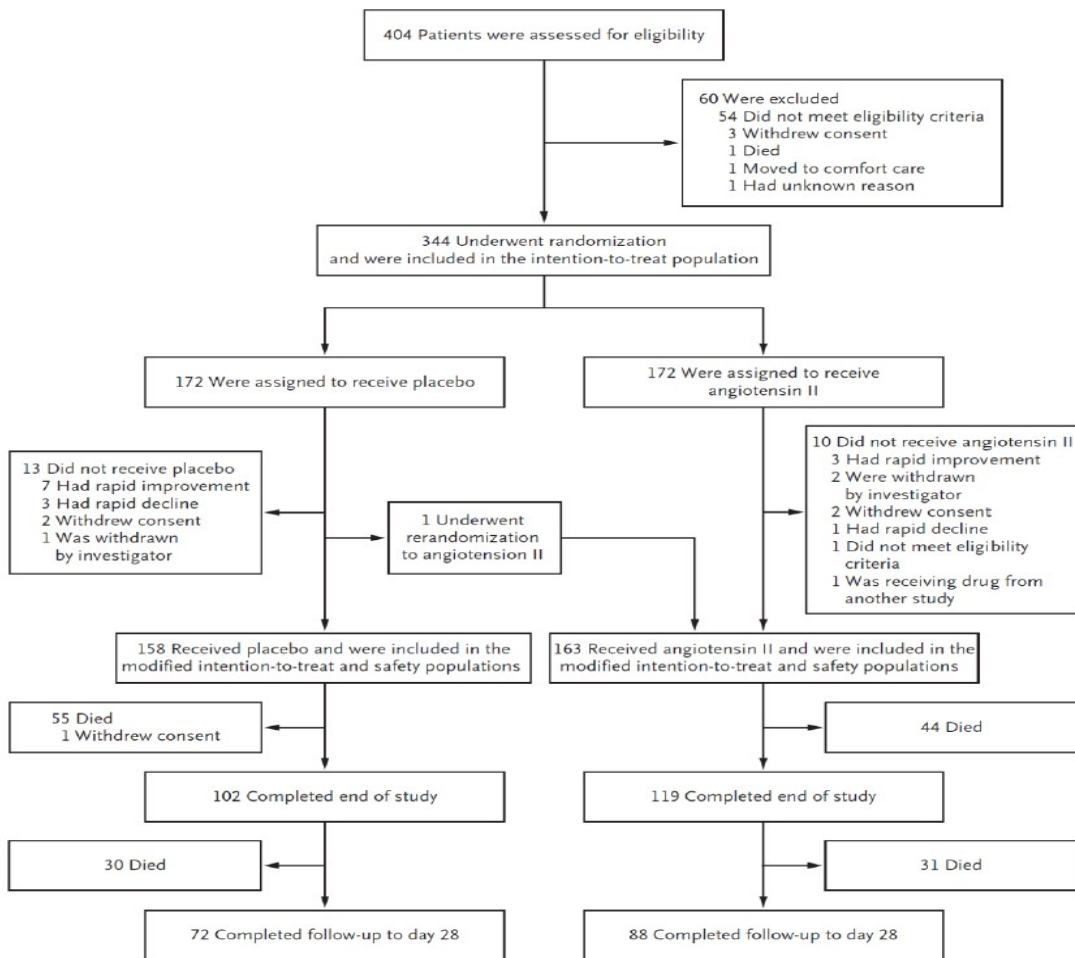 404 Patients were assessed for eligibility
60 Were excluded
54 Did not meet eligibility criteria
3 Withdrew consent
1 Died
1 Moved to comfort care
1 Had unknown reason
344 Underwent randomization
and were included in the intention-to-treat population
172 Were assigned to receive placebo
172 Were assigned to receive
angiotensin II
13 Did not receive placebo
7 Had rapid improvement
3 Had rapid decline
2 Withdrew consent
1 Was withdrawn
by investigator
1 Underwent
rerandomization
to angiotension II
10 Did not receive angiotensin II
3 Had rapid improvement
2 Were withdrawn
by investigator
2 Withdrew consent
1 Had rapid decline
1 Did not meet eligibility
criteria
1 Was receiving drug from
another study
158 Received placebo and were included in the
modified intention-to-treat and safety populations
163 Received angiotensin II and were included in the
modified intention-to-treat and safety populations
55 Died
1 Withdrew consent
44 Died
102 Completed end of study
119 Completed end of study
30 Died
31 Died
72 Completed follow-up to day 28
88 Completed follow-up to day 28